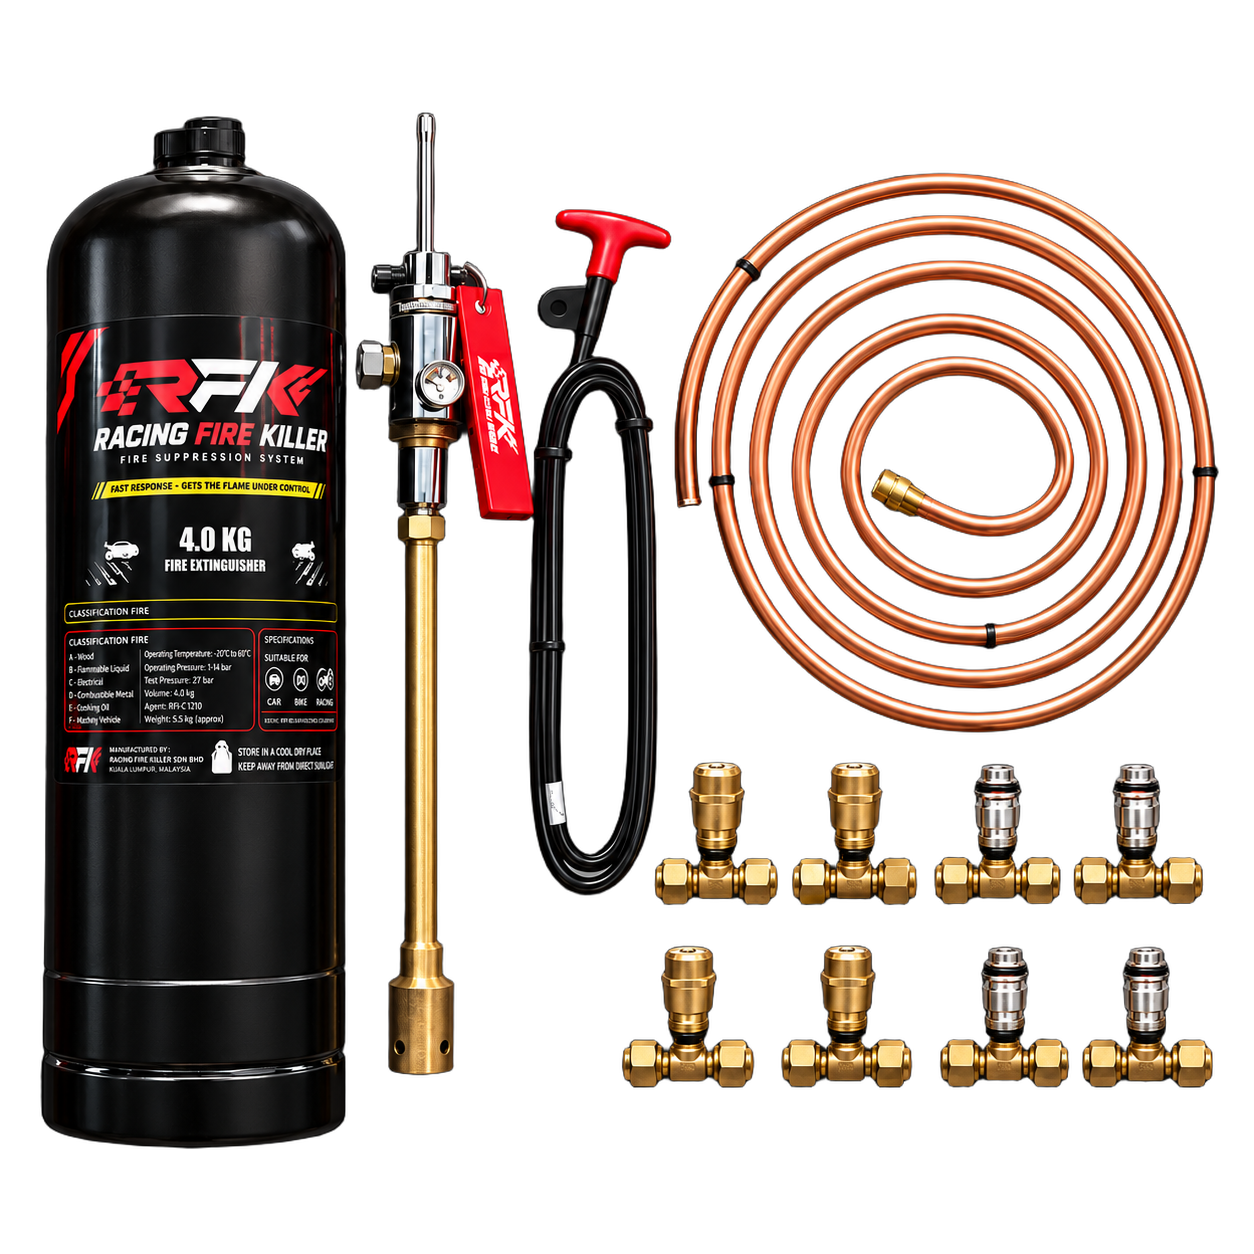 RFK
RACING FIRE KILLER
FIRE SUPPRESSION SYSTEM
FAST RESPONSE - GETS THE FLAME UNDER CONTROL
4.0 KG
FIRE EXTINGUISHER
CLASSIFICATION FIRE
CLASSIFICATION FIRE
A - Wood
B - Flammable Liquid
C - Electrical
D - Combustible Metal
E - Cooking Oil
Vehicle
Operating Temperature: -20°C to 60°C
Operating Pressure: 1-14 bar
Test Pressure: 27 bar
Volume: 4.0 kg
Agent:
Weight: 5.5 kg (approx)
SPECIFICATIONS
SUITABLE FOR
CAR BIKE RACING
RFK
MANUFACTURED BY :
RACING FIRE KILLER SDN BHD
KUALA LUMPUR, MALAYSIA
STORE IN A COOL DRY PLACE
KEEP AWAY FROM DIRECT SUNLIGHT
RFK